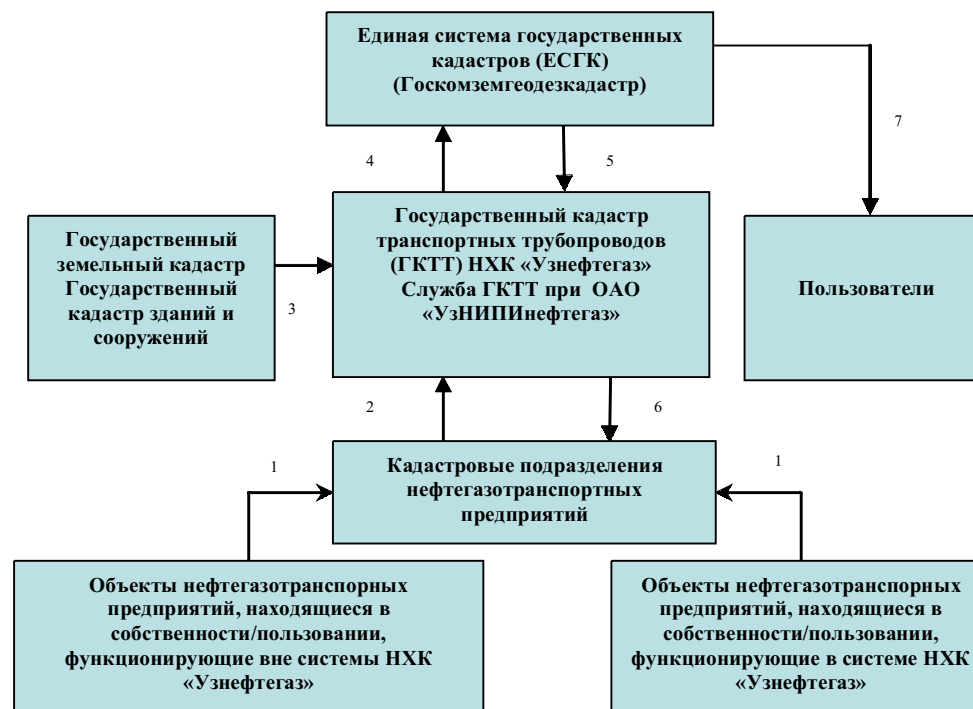 Единая система государственных
кадастров (ЕСГК)
(Госкомземгеодезкадастр)
7
4
5
Государственный
земельный кадастр
Государственный
кадастр зданий и
сооружений
3
Государственный кадастр
транспортных трубопроводов
(ГКТТ) НХК «Узнефтегаз»
Служба ГКТТ при ОАО
«УзНИПИнефтегаз»
Пользователи
2
6
1
Кадастровые подразделения
нефтегазотранспортных
предприятий
1
Объекты нефтегазотранспорных
предприятий, находящиеся в
собственности/пользовании,
функционирующие вне системы НХК
«Узнефтегаз»
Объекты нефтегазотранспорных
предприятий, находящиеся в
собственности/пользовании,
функционирующие в системе НХК
«Узнефтегаз»